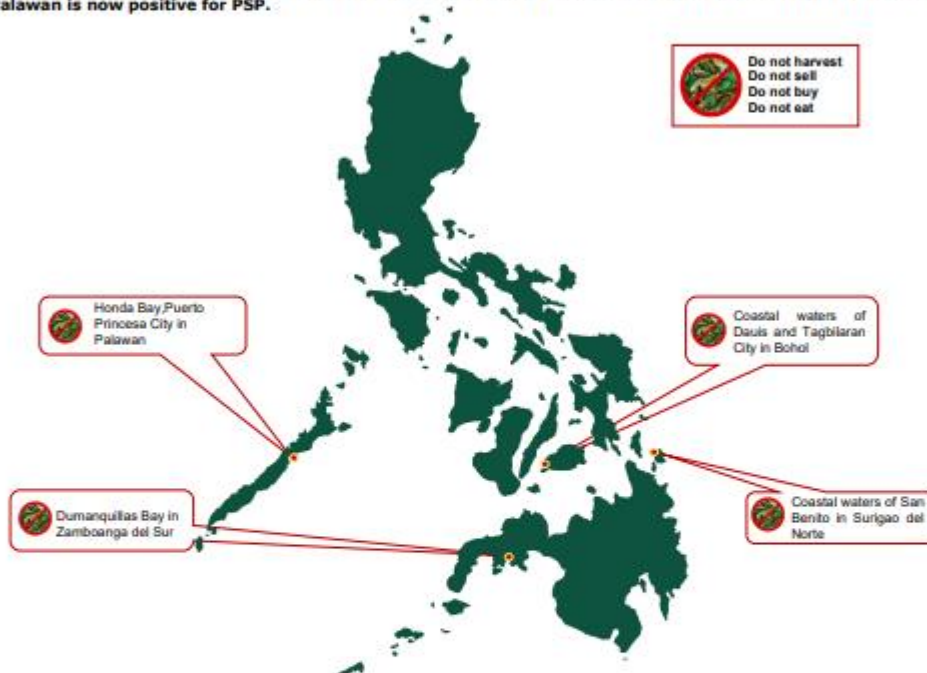 alawan is now positive for PSP.
Do not harvest
Do not sell
Do not buy
Do not eat
Honda Bay,Puerto
Princesa City in
Palawan
Coastal waters of
Dauis and Tagbilaran
City in Bohol
Dumanquillas Bay in
Zamboanga del Sur
Coastal waters of San
Benito in Surigao del
Norte